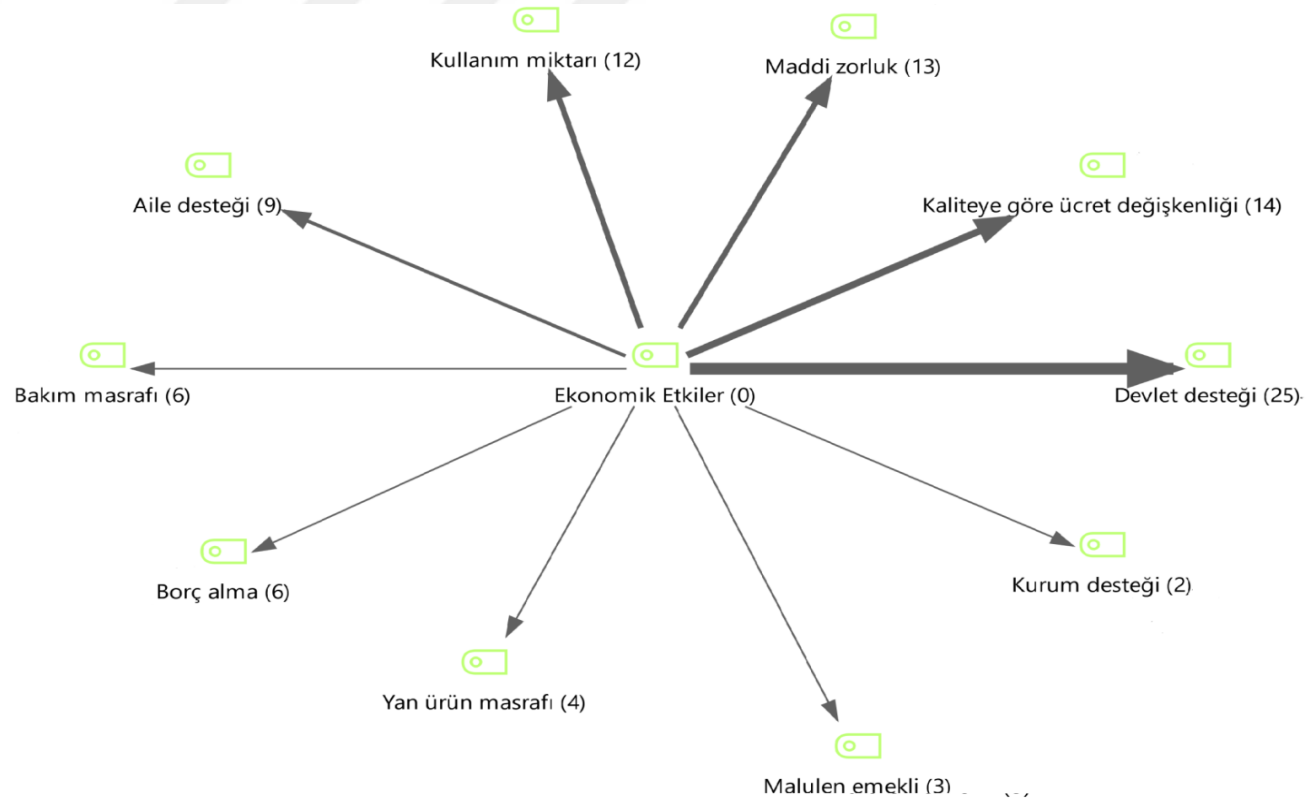 Kullanım miktarı (12)
Maddi zorluk (13)
Aile desteği (9)
Kaliteye göre ücret değişkenliği (14)
Bakım masrafı (6)
Ekonomik Etkiler (0)
Devlet desteği (25)
Borç alma (6)
Kurum desteği (2)
Yan ürün masrafı (4)
Malulen emekli (3)